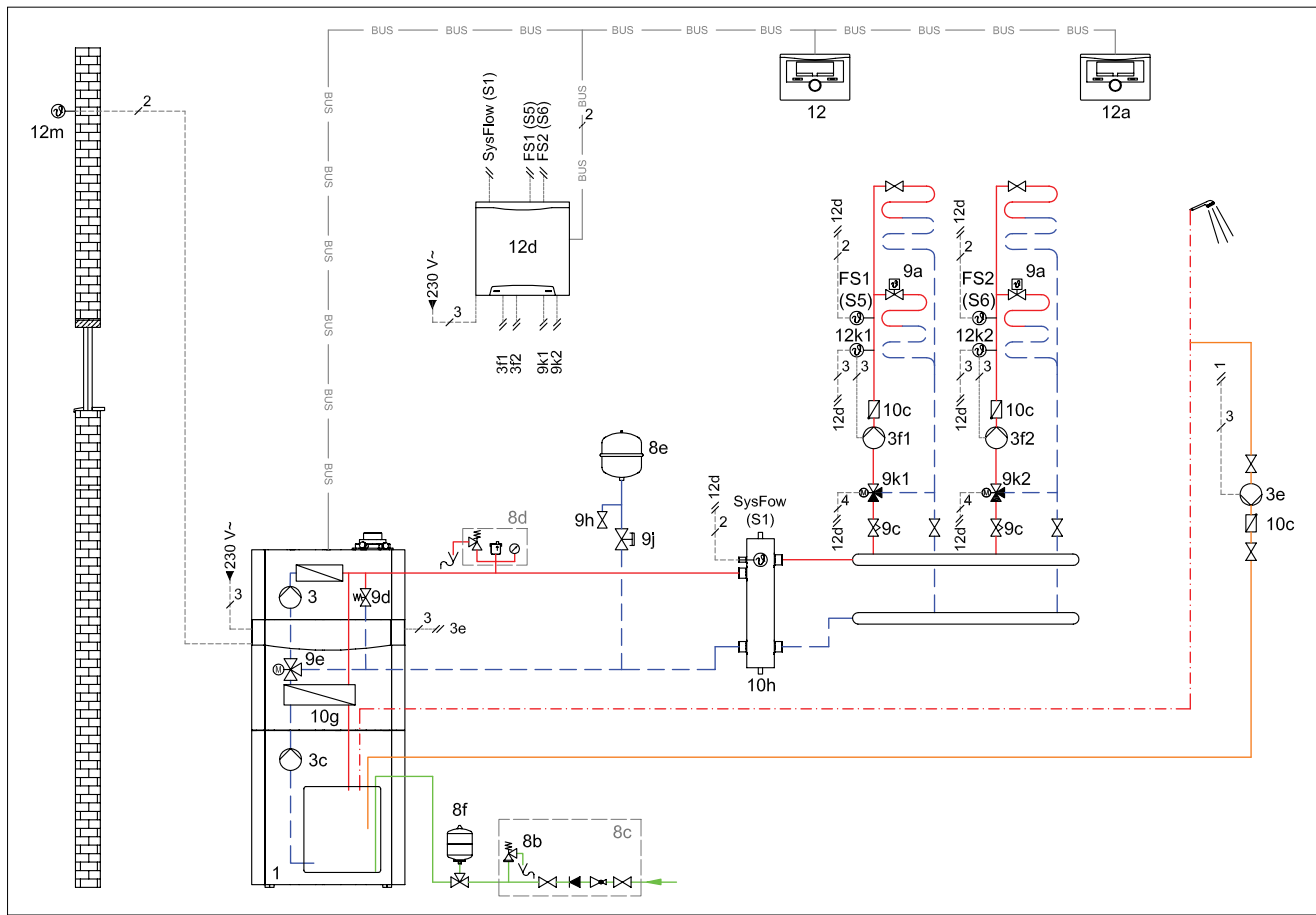 BUS BUS BUS BUS BUS BUS BUS BUS BUS BUS
2
12m
12
12a
SysFlow (S1)
FS1 (S5)
FS2 (S6)
BUS
2
BUS
BUS
BUS
BUS
BUS
BUS
BUS
12d
230 V~
3
3f1
3f2
9k1
9k2
12d
2
FS1
(S5)
12k1
9a
3
3
12d
10c
3f1
9k1
M
4
12d
9c
12d
2
FS2
(S6)
12k2
9a
3
3
12d
10c
3f2
9k2
M
4
12d
9c
1
3
3e
10c
8e
9h
9j
8d
12d
2
SysFow
(S1)
10h
230 V~
3
3
9d
3
3e
M
9e
10g
3c
1
8f
8b
8c